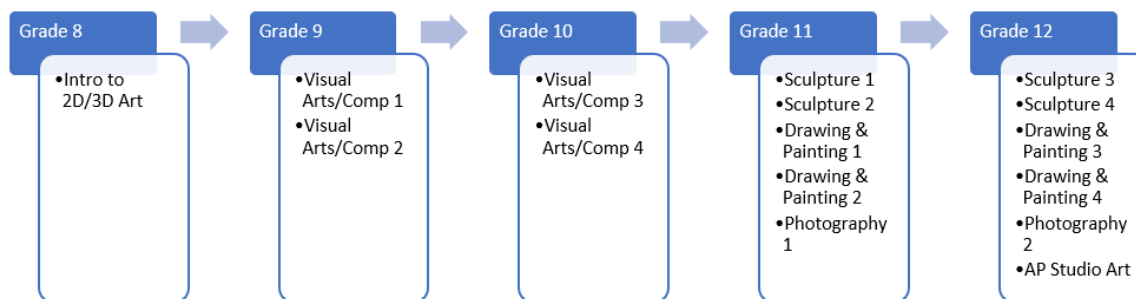 Grade 8
•Intro to
2D/3D Art
Grade 9
•Visual
Arts/Comp 1
•Visual
Arts/Comp 2
Grade 10
•Visual
Arts/Comp 3
•Visual
Arts/Comp 4
Grade 11
•Sculpture 1
•Sculpture 2
•Drawing &
Painting 1
•Drawing &
Painting 2
•Photography
1
Grade 12
•Sculpture 3
•Sculpture 4
•Drawing &
Painting 3
•Drawing &
Painting 4
•Photography
2
•AP Studio Art